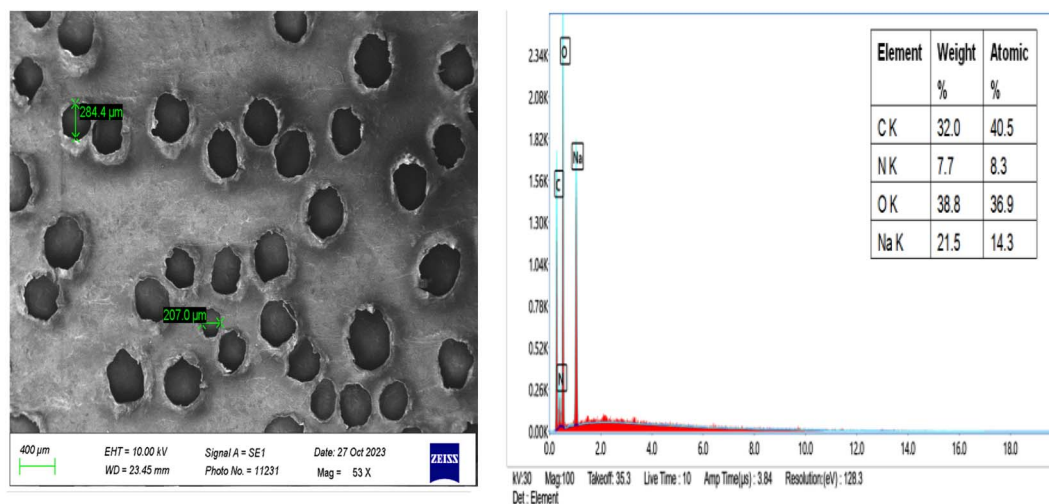 284.4 µm
207.0 µm
400 µm
EHT = 10.00 kV
Signal A = SE1
Date: 27 Oct 2023
WD = 23.45 mm
Photo No. = 11231
Mag = 53 X
ZEISS
2.34K
2.08K
1.82K
1.56K
1.30K
1.04K
0.78K
0.52K
0.26K
0.00K
O
Na
C
N
0.0 2.0 4.0 6.0 8.0 10.0 12.0 14.0 16.0 18.0
Element Weight % Atomic %
C K 32.0 40.5
N K 7.7 8.3
O K 38.8 36.9
Na K 21.5 14.3
kV:30 Mag:100 Takeoff: 35.3 Live Time : 10 Amp Time(µs) : 3.84 Resolution:(eV) : 128.3
Det : Element